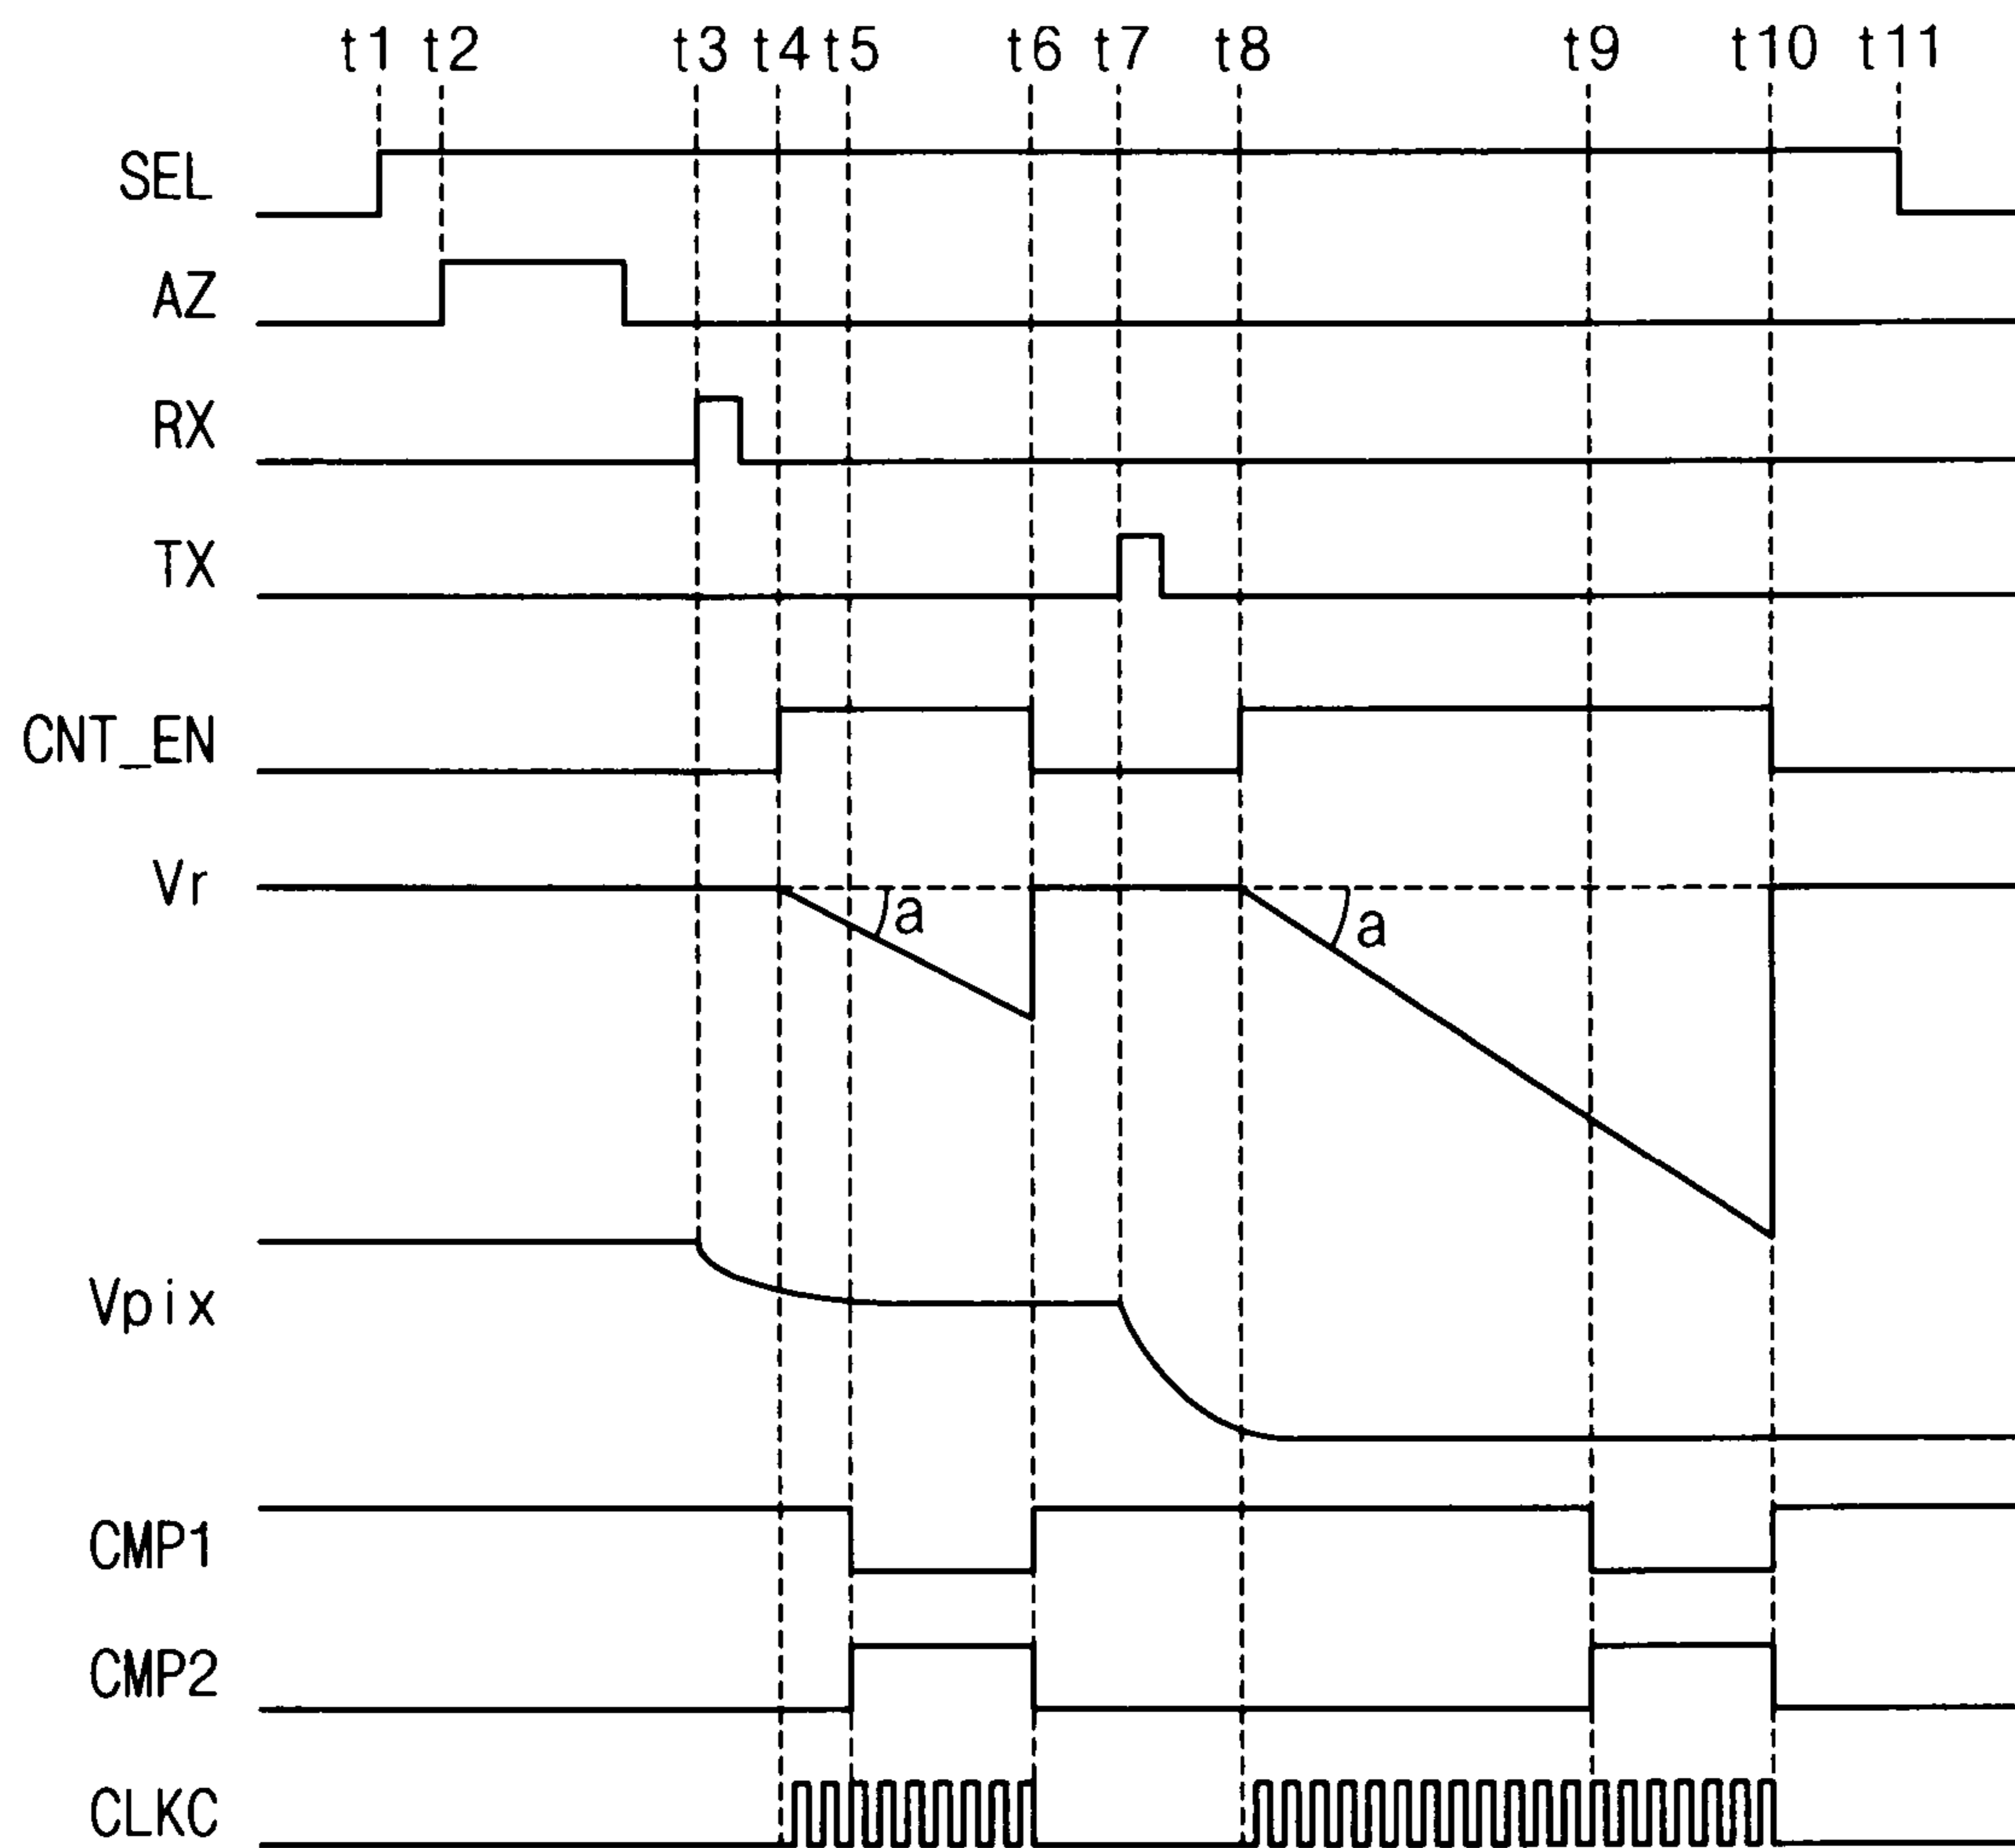 t1 t2 t3 t4 t5 t6 t7 t8 t9 t10 t11
SEL
AZ
RX
TX
CNT_EN
Vr
a a
Vpix
CMP1
CMP2
CLKC